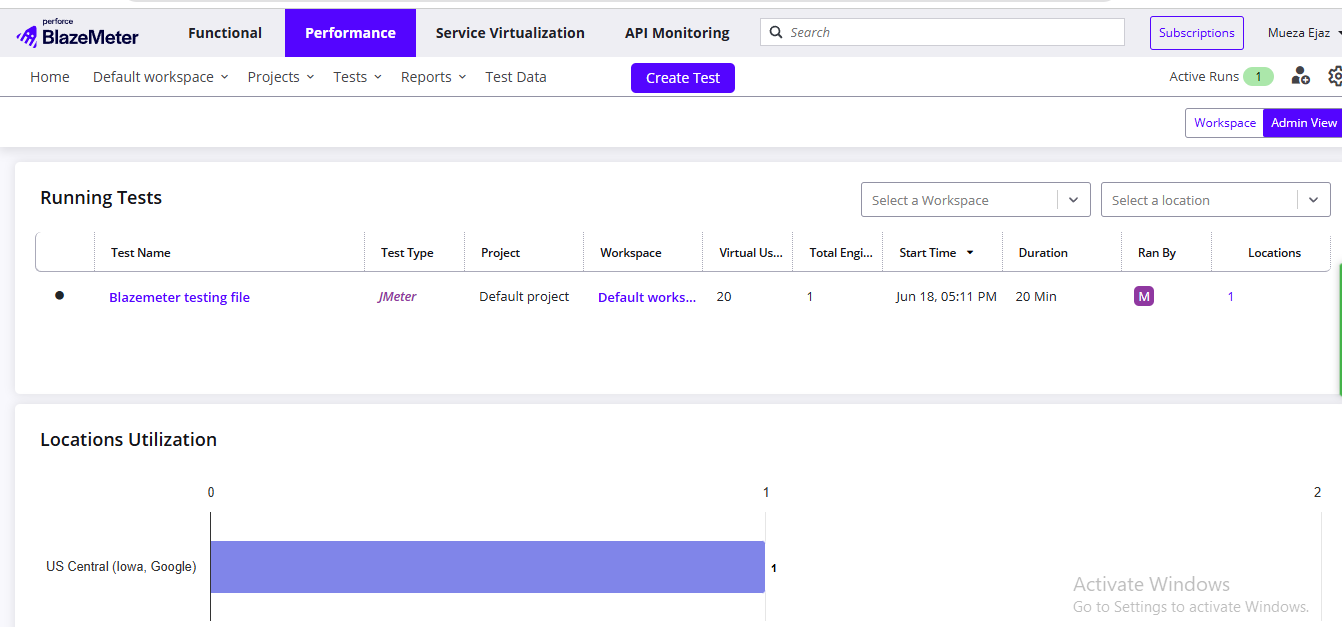 perforce
BlazeMeter
Functional
Performance
Service Virtualization
API Monitoring
Search
Subscriptions
Mueza Ejaz
Home
Default workspace
Projects
Tests
Reports
Test Data
Create Test
Active Runs 1
Workspace
Admin View
Running Tests
Select a Workspace
Select a location
Test Name
Test Type
Project
Workspace
Virtual Us...
Total Engi...
Start Time
Duration
Ran By
Locations
Blazemeter testing file
JMeter
Default project
Default works...
20
1
Jun 18, 05:11 PM
20 Min
M
1
Locations Utilization
0
1
2
US Central (Iowa, Google)
1
Activate Windows
Go to Settings to activate Windows.